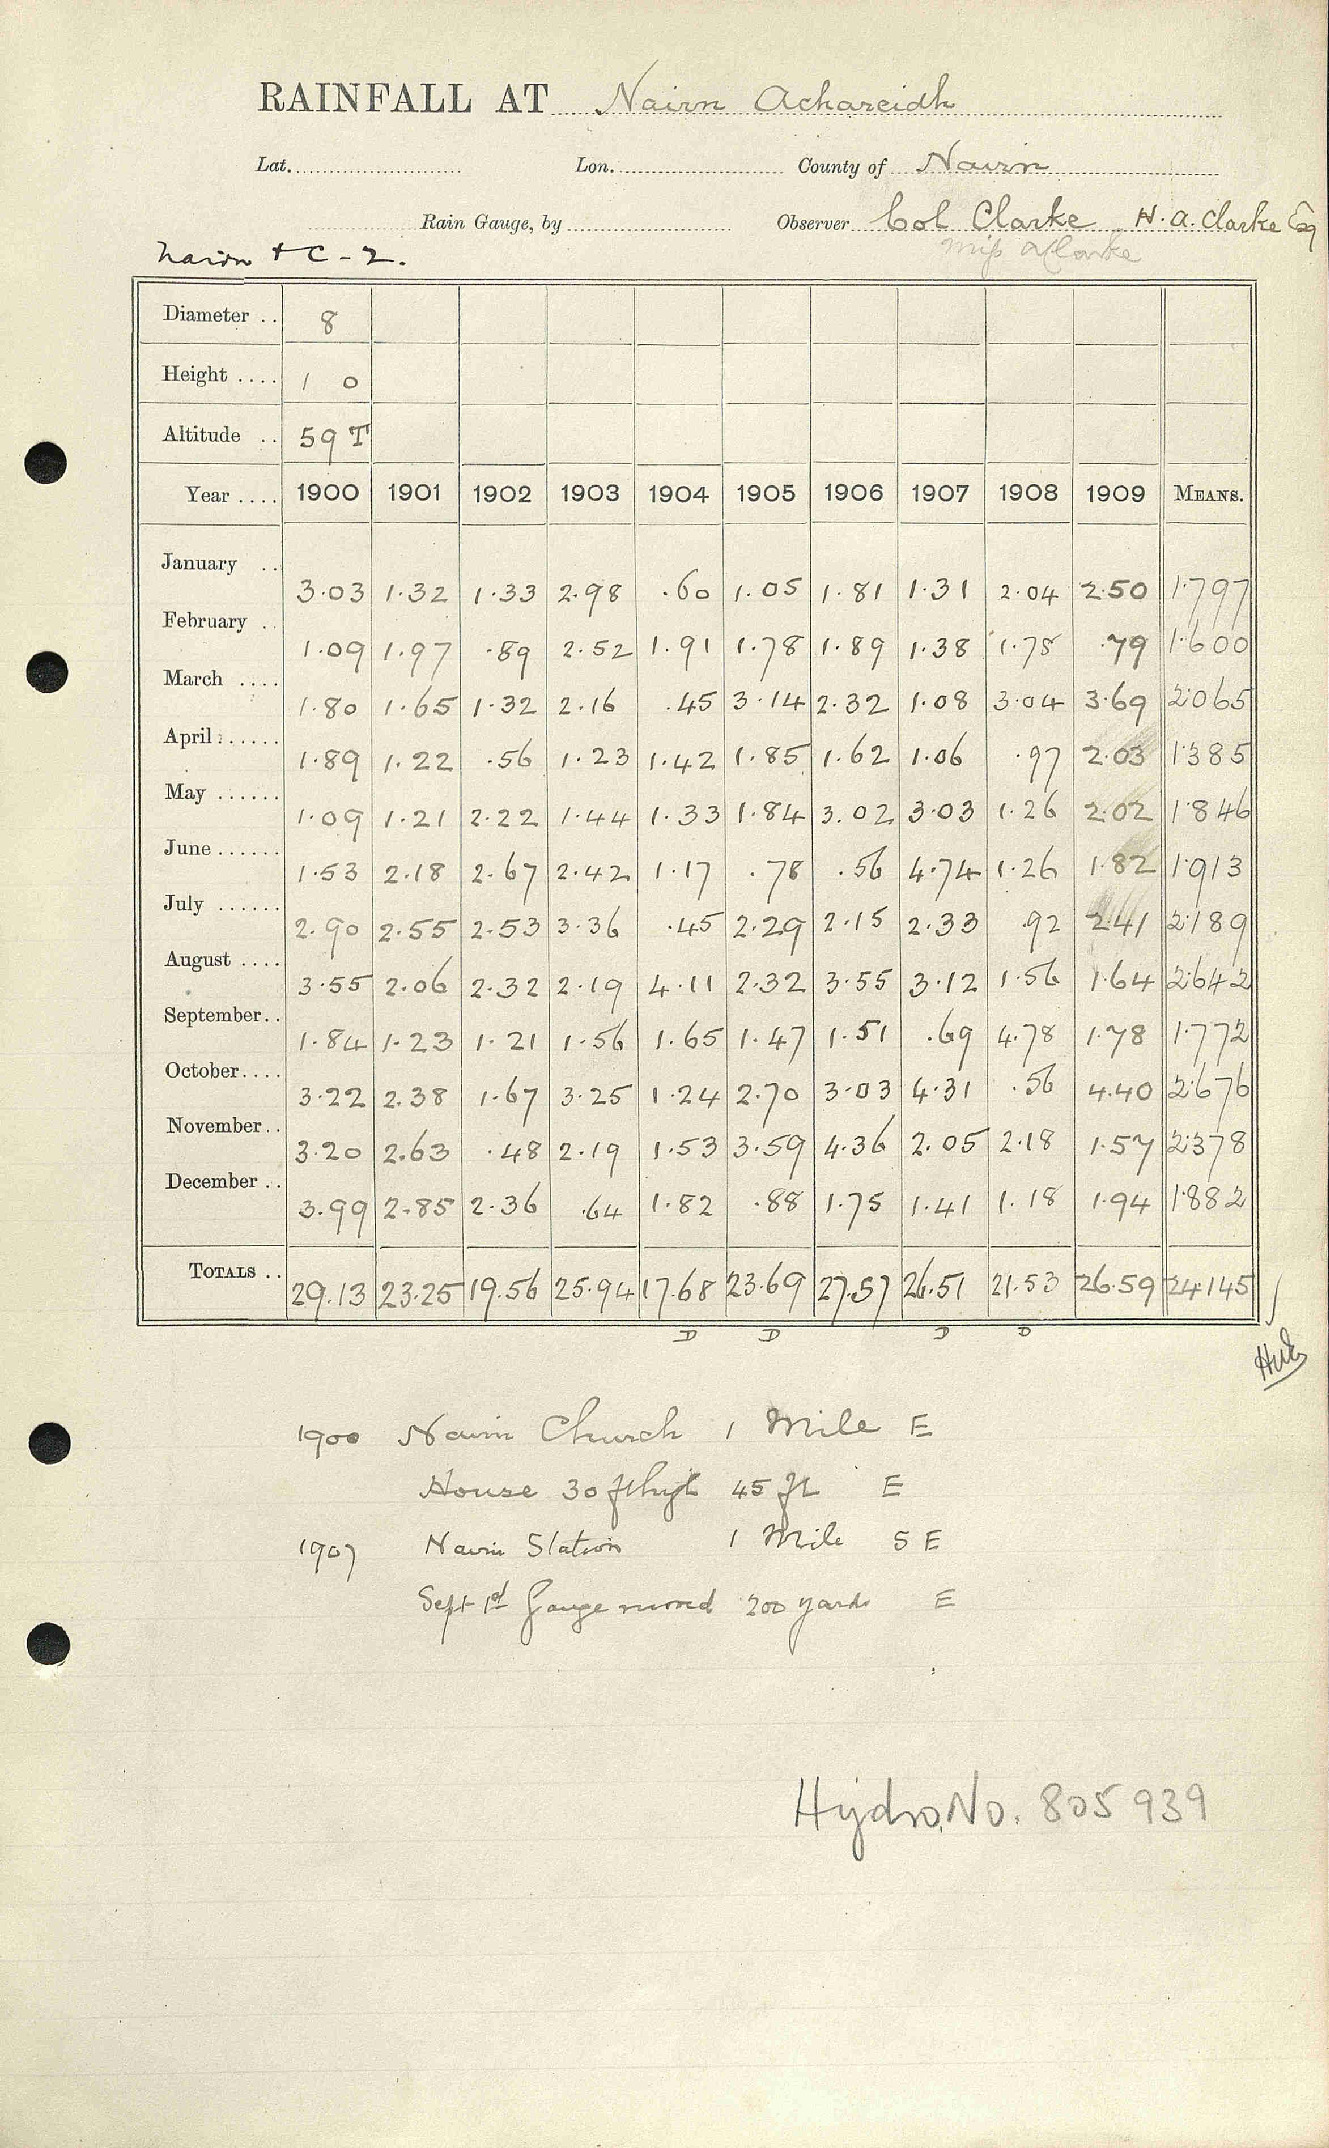 RAINFALL AT Nairn Achareidh
Lat. Lon. County of Nairn
Rain Gauge, by Observer Col Clarke H. A. Clarke Esq
Nairn + C - 2. Miss A Clarke
Diameter .. 8
Height .... 1 0
Altitude .. 59 T
Year .... 1900 1901 1902 1903 1904 1905 1906 1907 1908 1909 MEANS.
January .. 3.03 1.32 1.33 2.98 .60 1.05 1.81 1.31 2.04 2.50 1.797
February .. 1.09 1.97 .89 2.52 1.91 1.78 1.89 1.38 1.78 .79 1.600
March .... 1.80 1.65 1.32 2.16 .45 3.14 2.32 1.08 3.04 3.69 2.065
April ...... 1.89 1.22 .56 1.23 1.42 1.85 1.62 1.06 .97 2.03 1.385
May ...... 1.09 1.21 2.22 1.44 1.33 1.84 3.02 3.03 1.26 2.02 1.846
June ...... 1.53 2.18 2.67 2.42 1.17 .78 .56 4.74 1.26 1.82 1.913
July ...... 2.90 2.55 2.53 3.36 .45 2.29 2.15 2.33 .92 2.41 2.189
August .... 3.55 2.06 2.32 2.19 4.11 2.32 3.55 3.12 1.56 1.64 2.642
September .. 1.84 1.23 1.21 1.56 1.65 1.47 1.51 .69 4.78 1.78 1.772
October .... 3.22 2.38 1.67 3.25 1.24 2.70 3.03 4.31 .56 4.40 2.676
November .. 3.20 2.63 .48 2.19 1.53 3.59 4.36 2.05 2.18 1.57 2.378
December .. 3.99 2.85 2.36 .64 1.82 .88 1.75 1.41 1.18 1.94 1.882
TOTALS .. 29.13 23.25 19.56 25.94 17.68 23.69 27.57 26.51 21.53 26.59 24.145
D D D D
1900 Nairn Church 1 Mile E
House 30 ft hgt 45 ft E
1907 Nairn Station 1 Mile S E
Sept 1st Gauge moved 200 yards E
Hydro. No. 805 939